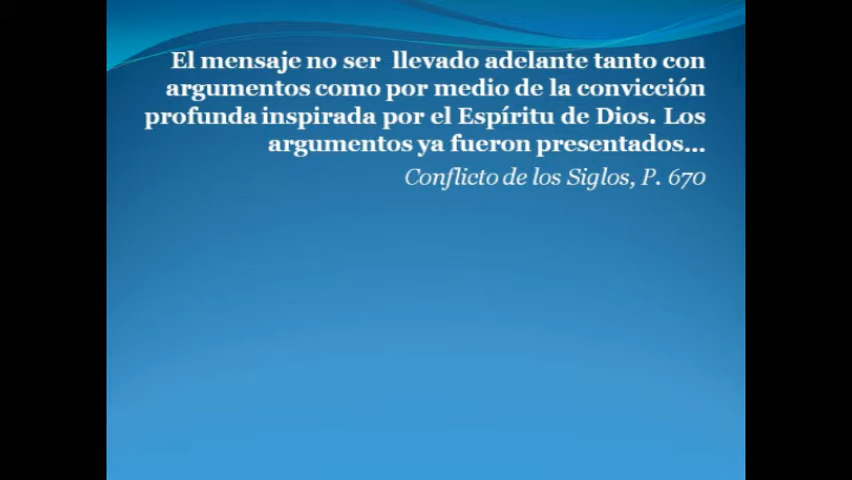 El mensaje no ser  llevado adelante tanto con
argumentos como por medio de la convicción
profunda inspirada por el Espíritu de Dios. Los
argumentos ya fueron presentados...
Conflicto de los Siglos, P. 670